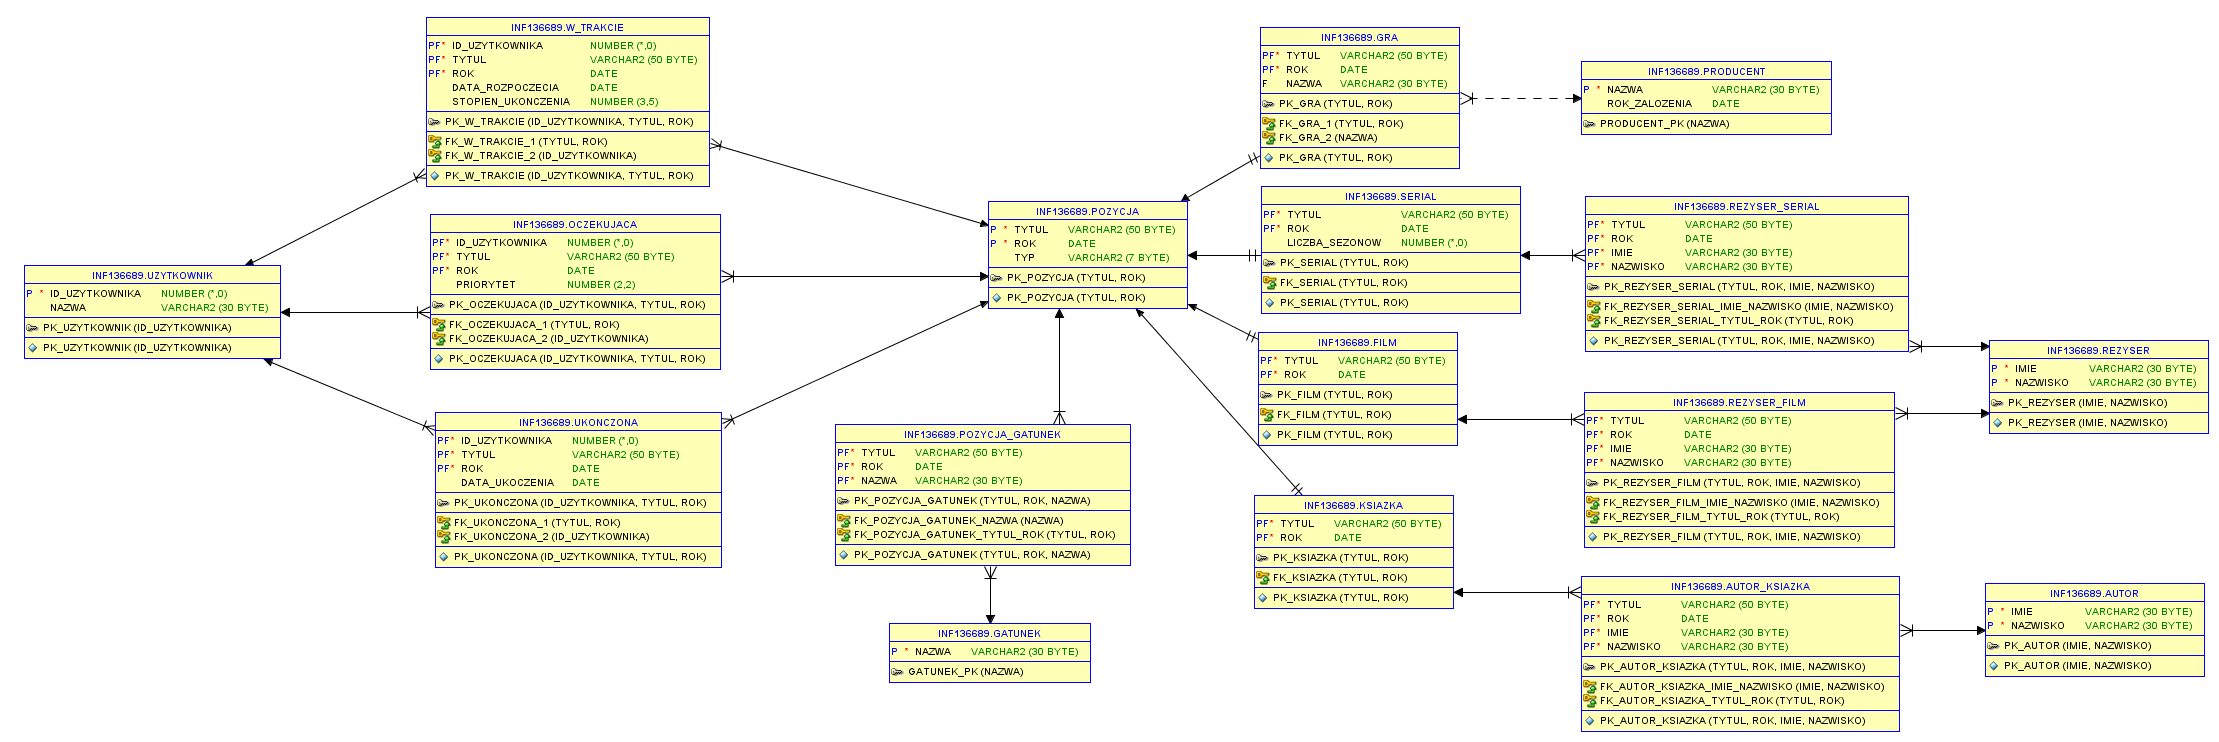 INF136689.W_TRAKCIE
PF* ID_UZYTKOWNIKA NUMBER (*,0)
PF* TYTUL VARCHAR2 (50 BYTE)
PF* ROK DATE
DATA_ROZPOCZECIA DATE
STOPIEN_UKONCZENIA NUMBER (3,5)
PK_W_TRAKCIE (ID_UZYTKOWNIKA, TYTUL, ROK)
FK_W_TRAKCIE_1 (TYTUL, ROK)
FK_W_TRAKCIE_2 (ID_UZYTKOWNIKA)
PK_W_TRAKCIE (ID_UZYTKOWNIKA, TYTUL, ROK)
INF136689.OCZEKUJACA
PF* ID_UZYTKOWNIKA NUMBER (*,0)
PF* TYTUL VARCHAR2 (50 BYTE)
PF* ROK DATE
PRIORYTET NUMBER (2,2)
PK_OCZEKUJACA (ID_UZYTKOWNIKA, TYTUL, ROK)
FK_OCZEKUJACA_1 (TYTUL, ROK)
FK_OCZEKUJACA_2 (ID_UZYTKOWNIKA)
PK_OCZEKUJACA (ID_UZYTKOWNIKA, TYTUL, ROK)
INF136689.UZYTKOWNIK
P * ID_UZYTKOWNIKA NUMBER (*,0)
NAZWA VARCHAR2 (30 BYTE)
PK_UZYTKOWNIK (ID_UZYTKOWNIKA)
PK_UZYTKOWNIK (ID_UZYTKOWNIKA)
INF136689.UKONCZONA
PF* ID_UZYTKOWNIKA NUMBER (*,0)
PF* TYTUL VARCHAR2 (50 BYTE)
PF* ROK DATE
DATA_UKOCZENIA DATE
PK_UKONCZONA (ID_UZYTKOWNIKA, TYTUL, ROK)
FK_UKONCZONA_1 (TYTUL, ROK)
FK_UKONCZONA_2 (ID_UZYTKOWNIKA)
PK_UKONCZONA (ID_UZYTKOWNIKA, TYTUL, ROK)
INF136689.POZYCJA
P * TYTUL VARCHAR2 (50 BYTE)
P * ROK DATE
TYP VARCHAR2 (7 BYTE)
PK_POZYCJA (TYTUL, ROK)
PK_POZYCJA (TYTUL, ROK)
INF136689.POZYCJA_GATUNEK
PF* TYTUL VARCHAR2 (50 BYTE)
PF* ROK DATE
PF* NAZWA VARCHAR2 (30 BYTE)
PK_POZYCJA_GATUNEK (TYTUL, ROK, NAZWA)
FK_POZYCJA_GATUNEK_NAZWA (NAZWA)
FK_POZYCJA_GATUNEK_TYTUL_ROK (TYTUL, ROK)
PK_POZYCJA_GATUNEK (TYTUL, ROK, NAZWA)
INF136689.GATUNEK
P * NAZWA VARCHAR2 (30 BYTE)
GATUNEK_PK (NAZWA)
INF136689.GRA
PF* TYTUL VARCHAR2 (50 BYTE)
PF* ROK DATE
F NAZWA VARCHAR2 (30 BYTE)
PK_GRA (TYTUL, ROK)
FK_GRA_1 (TYTUL, ROK)
FK_GRA_2 (NAZWA)
PK_GRA (TYTUL, ROK)
INF136689.PRODUCENT
P * NAZWA VARCHAR2 (30 BYTE)
ROK_ZALOZENIA DATE
PRODUCENT_PK (NAZWA)
INF136689.SERIAL
PF* TYTUL VARCHAR2 (50 BYTE)
PF* ROK DATE
LICZBA_SEZONOW NUMBER (*,0)
PK_SERIAL (TYTUL, ROK)
FK_SERIAL (TYTUL, ROK)
PK_SERIAL (TYTUL, ROK)
INF136689.REZYSER_SERIAL
PF* TYTUL VARCHAR2 (50 BYTE)
PF* ROK DATE
PF* IMIE VARCHAR2 (30 BYTE)
PF* NAZWISKO VARCHAR2 (30 BYTE)
PK_REZYSER_SERIAL (TYTUL, ROK, IMIE, NAZWISKO)
FK_REZYSER_SERIAL_IMIE_NAZWISKO (IMIE, NAZWISKO)
FK_REZYSER_SERIAL_TYTUL_ROK (TYTUL, ROK)
PK_REZYSER_SERIAL (TYTUL, ROK, IMIE, NAZWISKO)
INF136689.FILM
PF* TYTUL VARCHAR2 (50 BYTE)
PF* ROK DATE
PK_FILM (TYTUL, ROK)
FK_FILM (TYTUL, ROK)
PK_FILM (TYTUL, ROK)
INF136689.REZYSER
P * IMIE VARCHAR2 (30 BYTE)
P * NAZWISKO VARCHAR2 (30 BYTE)
PK_REZYSER (IMIE, NAZWISKO)
PK_REZYSER (IMIE, NAZWISKO)
INF136689.REZYSER_FILM
PF* TYTUL VARCHAR2 (50 BYTE)
PF* ROK DATE
PF* IMIE VARCHAR2 (30 BYTE)
PF* NAZWISKO VARCHAR2 (30 BYTE)
PK_REZYSER_FILM (TYTUL, ROK, IMIE, NAZWISKO)
FK_REZYSER_FILM_IMIE_NAZWISKO (IMIE, NAZWISKO)
FK_REZYSER_FILM_TYTUL_ROK (TYTUL, ROK)
PK_REZYSER_FILM (TYTUL, ROK, IMIE, NAZWISKO)
INF136689.KSIAZKA
PF* TYTUL VARCHAR2 (50 BYTE)
PF* ROK DATE
PK_KSIAZKA (TYTUL, ROK)
FK_KSIAZKA (TYTUL, ROK)
PK_KSIAZKA (TYTUL, ROK)
INF136689.AUTOR_KSIAZKA
PF* TYTUL VARCHAR2 (50 BYTE)
PF* ROK DATE
PF* IMIE VARCHAR2 (30 BYTE)
PF* NAZWISKO VARCHAR2 (30 BYTE)
PK_AUTOR_KSIAZKA (TYTUL, ROK, IMIE, NAZWISKO)
FK_AUTOR_KSIAZKA_IMIE_NAZWISKO (IMIE, NAZWISKO)
FK_AUTOR_KSIAZKA_TYTUL_ROK (TYTUL, ROK)
PK_AUTOR_KSIAZKA (TYTUL, ROK, IMIE, NAZWISKO)
INF136689.AUTOR
P * IMIE VARCHAR2 (30 BYTE)
P * NAZWISKO VARCHAR2 (30 BYTE)
PK_AUTOR (IMIE, NAZWISKO)
PK_AUTOR (IMIE, NAZWISKO)